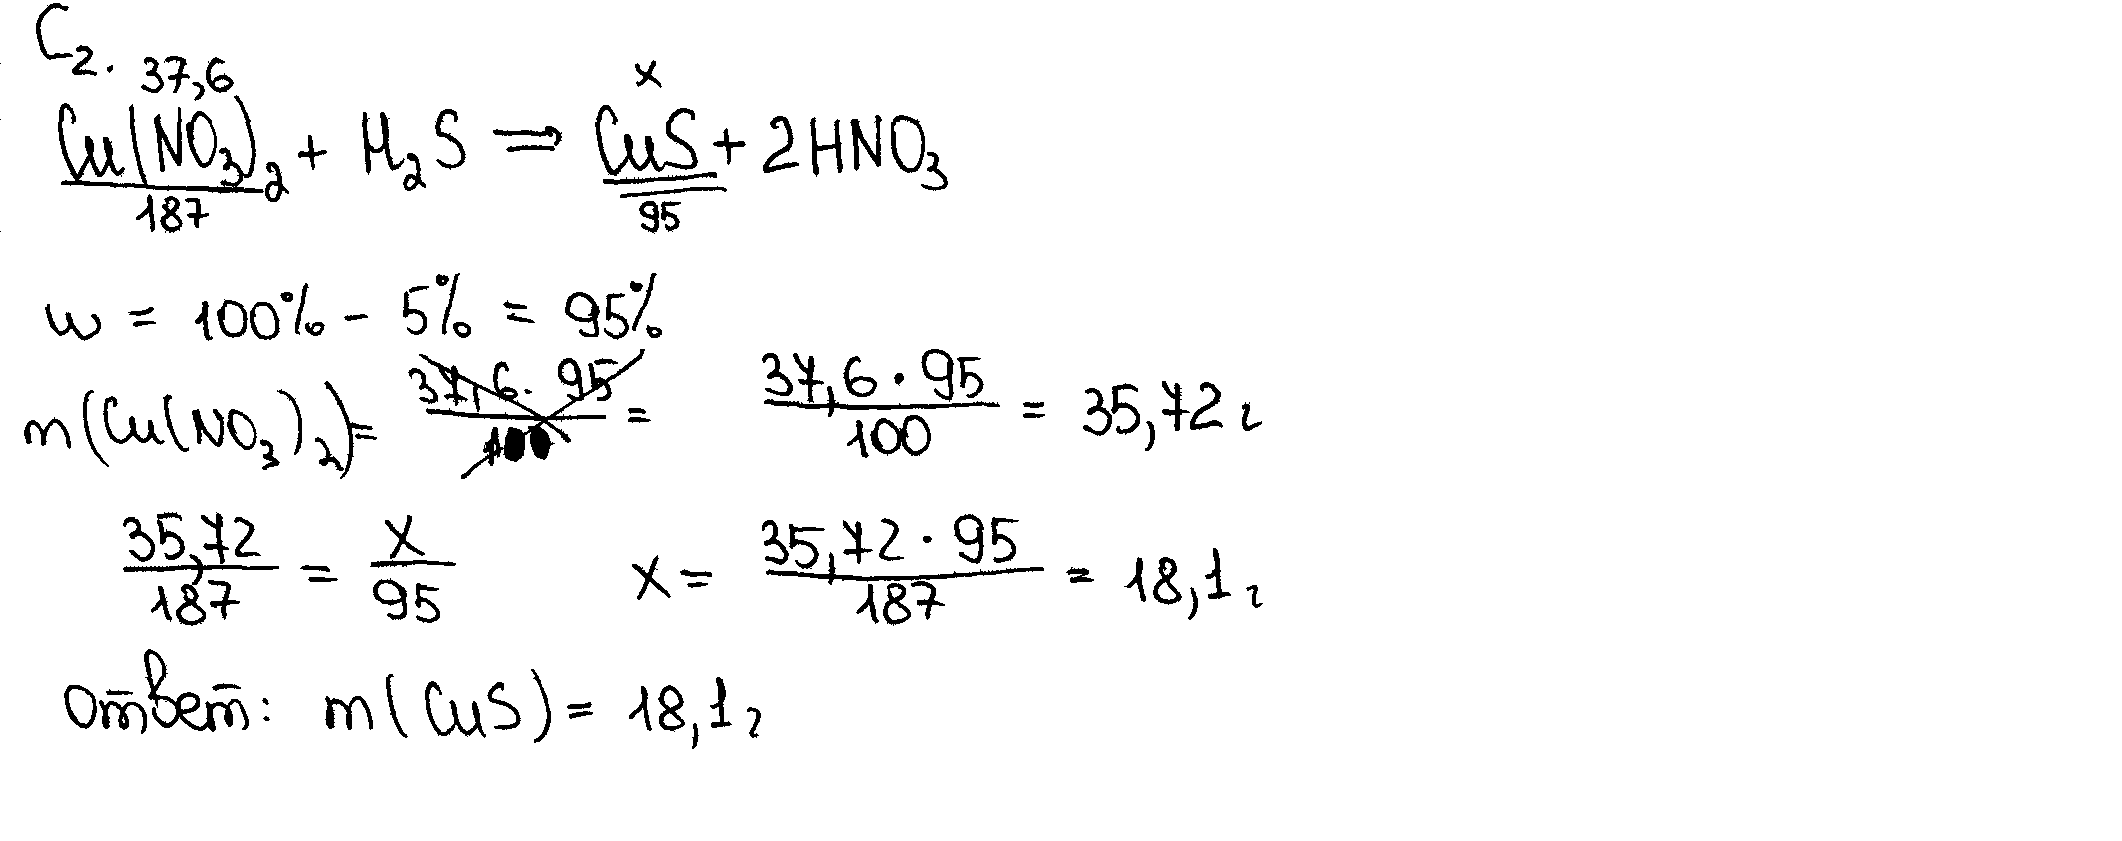 C2.
37,6 x
Cu(NO3)2 + H2S => CuS + 2HNO3
187 95
w = 100% - 5% = 95%
m(Cu(NO3)2) = 37,6 · 95 / 100 = 37,6 · 95 / 100 = 35,72 г
35,72 / 187 = x / 95 x = 35,72 · 95 / 187 = 18,1 г
Ответ: m(CuS) = 18,1 г